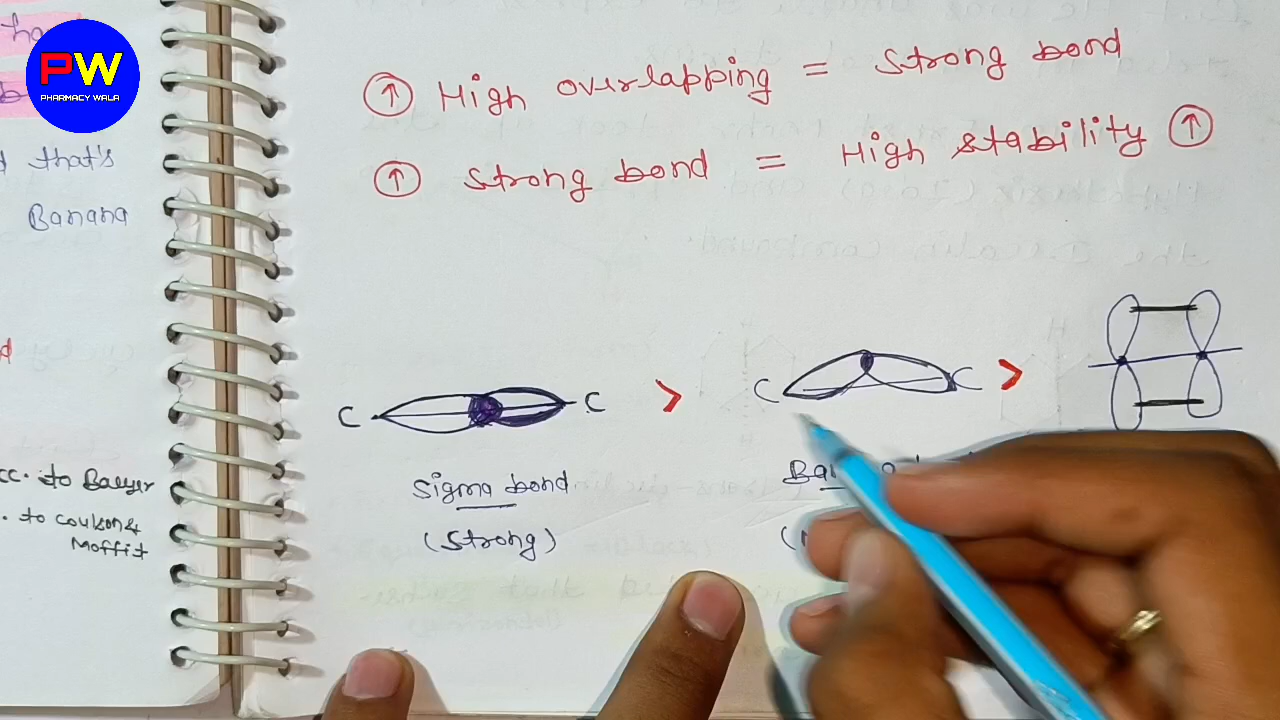 PW
PHARMACY WALA
that's
Banana
to Baeyer
to coulson &
Moffit
↑ High overlapping = strong bond
↑ strong bond = High stability ↑
C C > C C >
Sigma bond
(strong)